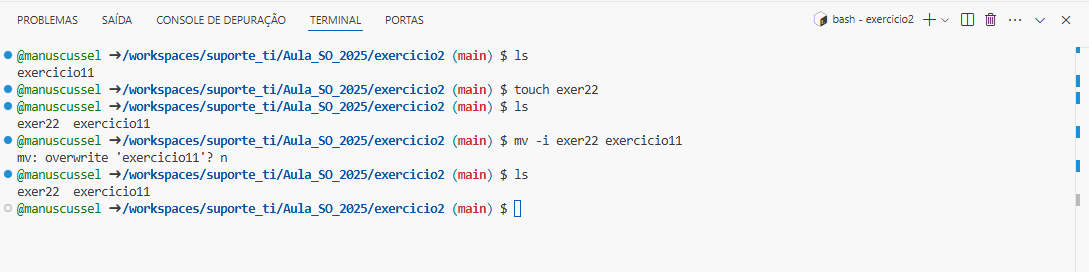 PROBLEMAS SAÍDA CONSOLE DE DEPURAÇÃO TERMINAL PORTAS bash - exercicio2
@manuscussel ➜/workspaces/suporte_ti/Aula_SO_2025/exercicio2 (main) $ ls
exercicio11
@manuscussel ➜/workspaces/suporte_ti/Aula_SO_2025/exercicio2 (main) $ touch exer22
@manuscussel ➜/workspaces/suporte_ti/Aula_SO_2025/exercicio2 (main) $ ls
exer22  exercicio11
@manuscussel ➜/workspaces/suporte_ti/Aula_SO_2025/exercicio2 (main) $ mv -i exer22 exercicio11
mv: overwrite 'exercicio11'? n
@manuscussel ➜/workspaces/suporte_ti/Aula_SO_2025/exercicio2 (main) $ ls
exer22  exercicio11
@manuscussel ➜/workspaces/suporte_ti/Aula_SO_2025/exercicio2 (main) $